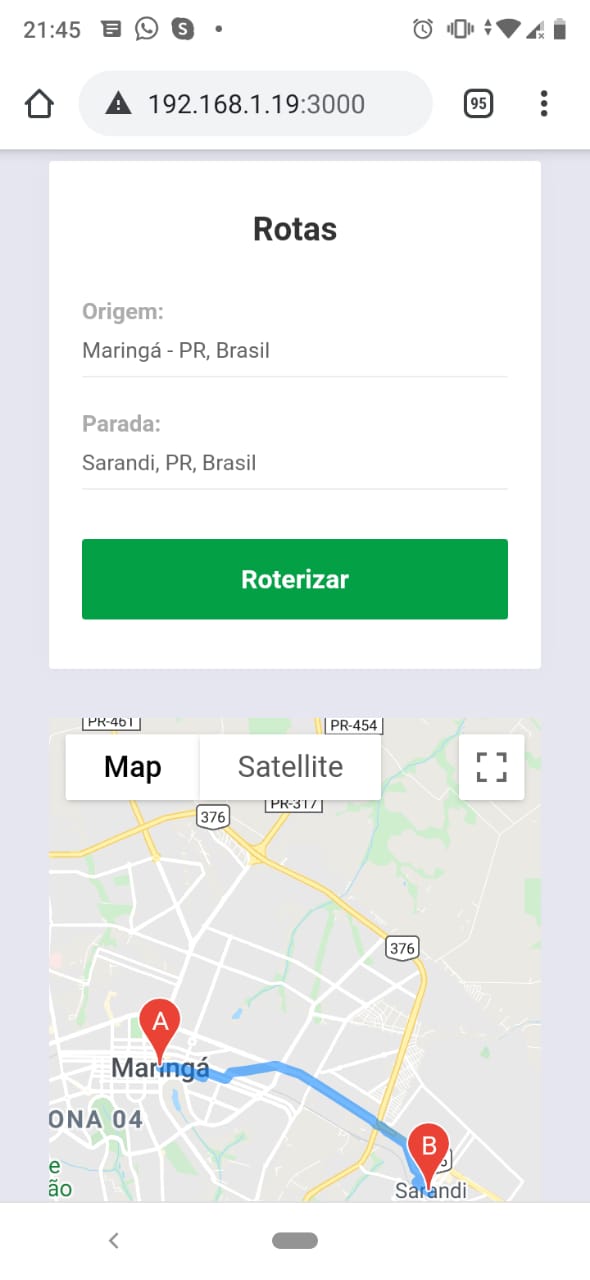 21:45
192.168.1.19:3000
95
Rotas
Origem:
Maringá - PR, Brasil
Parada:
Sarandi, PR, Brasil
Roterizar
PR-461
PR-454
Map
Satellite
PR-317
376
376
A
Maringá
ONA 04
B
e
ão
Sarandi